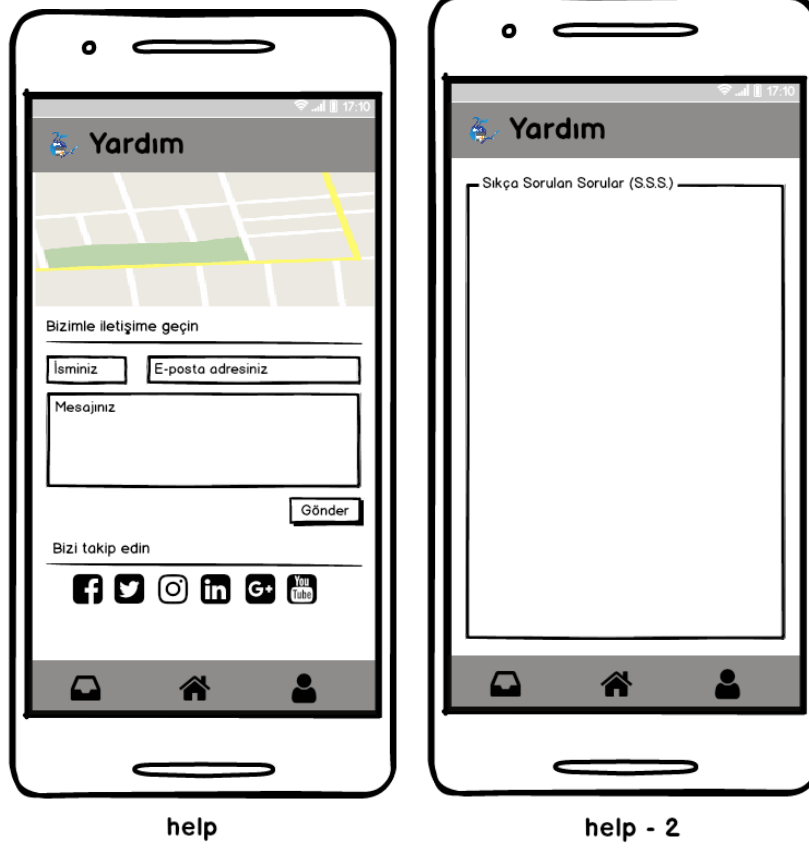 17:10
Yardım
Bizimle iletişime geçin
İsminiz
E-posta adresiniz
Mesajınız
Gönder
Bizi takip edin
in
G+
You
Tube
help
17:10
Yardım
Sıkça Sorulan Sorular (S.S.S.)
help - 2